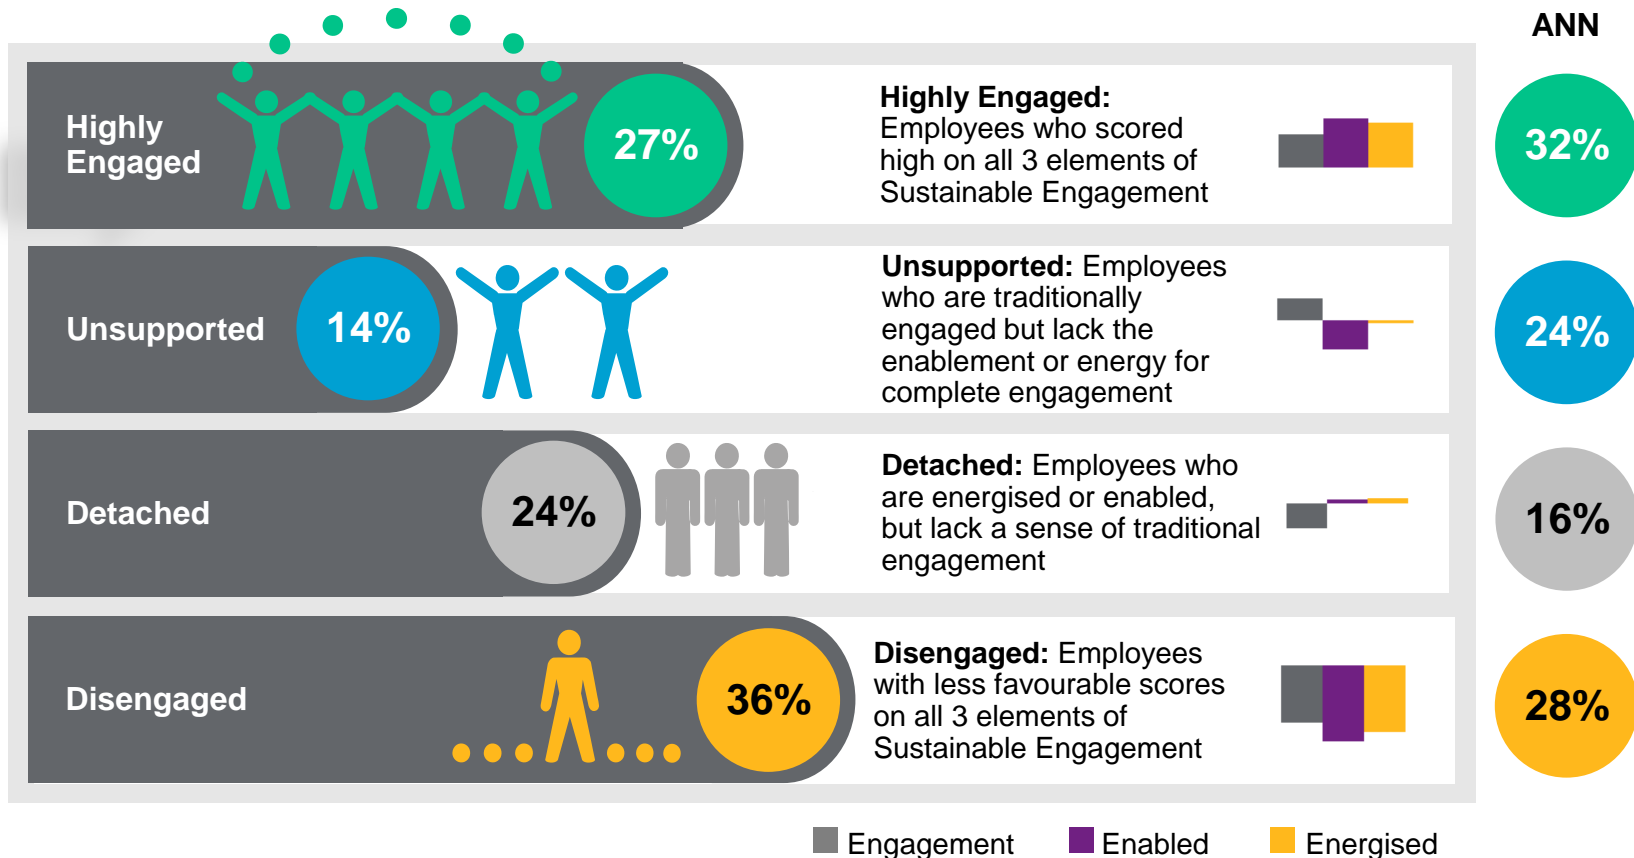 ANN
Highly
Engaged
27%
Highly Engaged:
Employees who scored
high on all 3 elements of
Sustainable Engagement
32%
Unsupported
14%
Unsupported: Employees
who are traditionally
engaged but lack the
enablement or energy for
complete engagement
24%
Detached
24%
Detached: Employees who
are energised or enabled,
but lack a sense of traditional
engagement
16%
Disengaged
36%
Disengaged: Employees
with less favourable scores
on all 3 elements of
Sustainable Engagement
28%
Engagement
Enabled
Energised